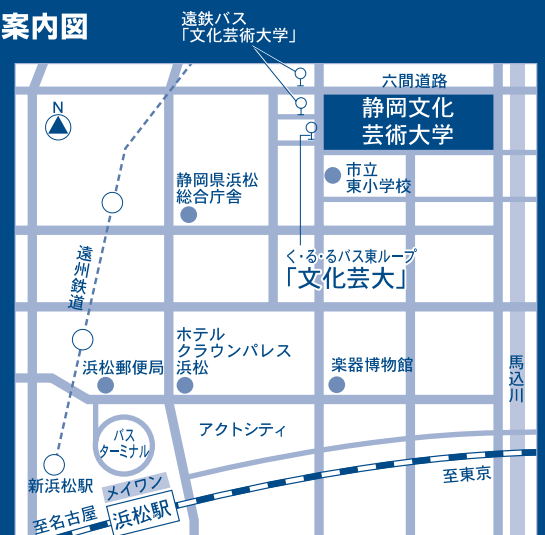 案内図
遠鉄バス
「文化芸術大学」
六間道路
N
静岡文化
芸術大学
市立
東小学校
静岡県浜松
総合庁舎
く・る・るバス東ループ
「文化芸大」
遠州鉄道
ホテル
クラウンパレス
浜松
浜松郵便局
楽器博物館
馬込川
アクトシティ
バス
ターミナル
新浜松駅
メイワン
浜松駅
至東京
至名古屋